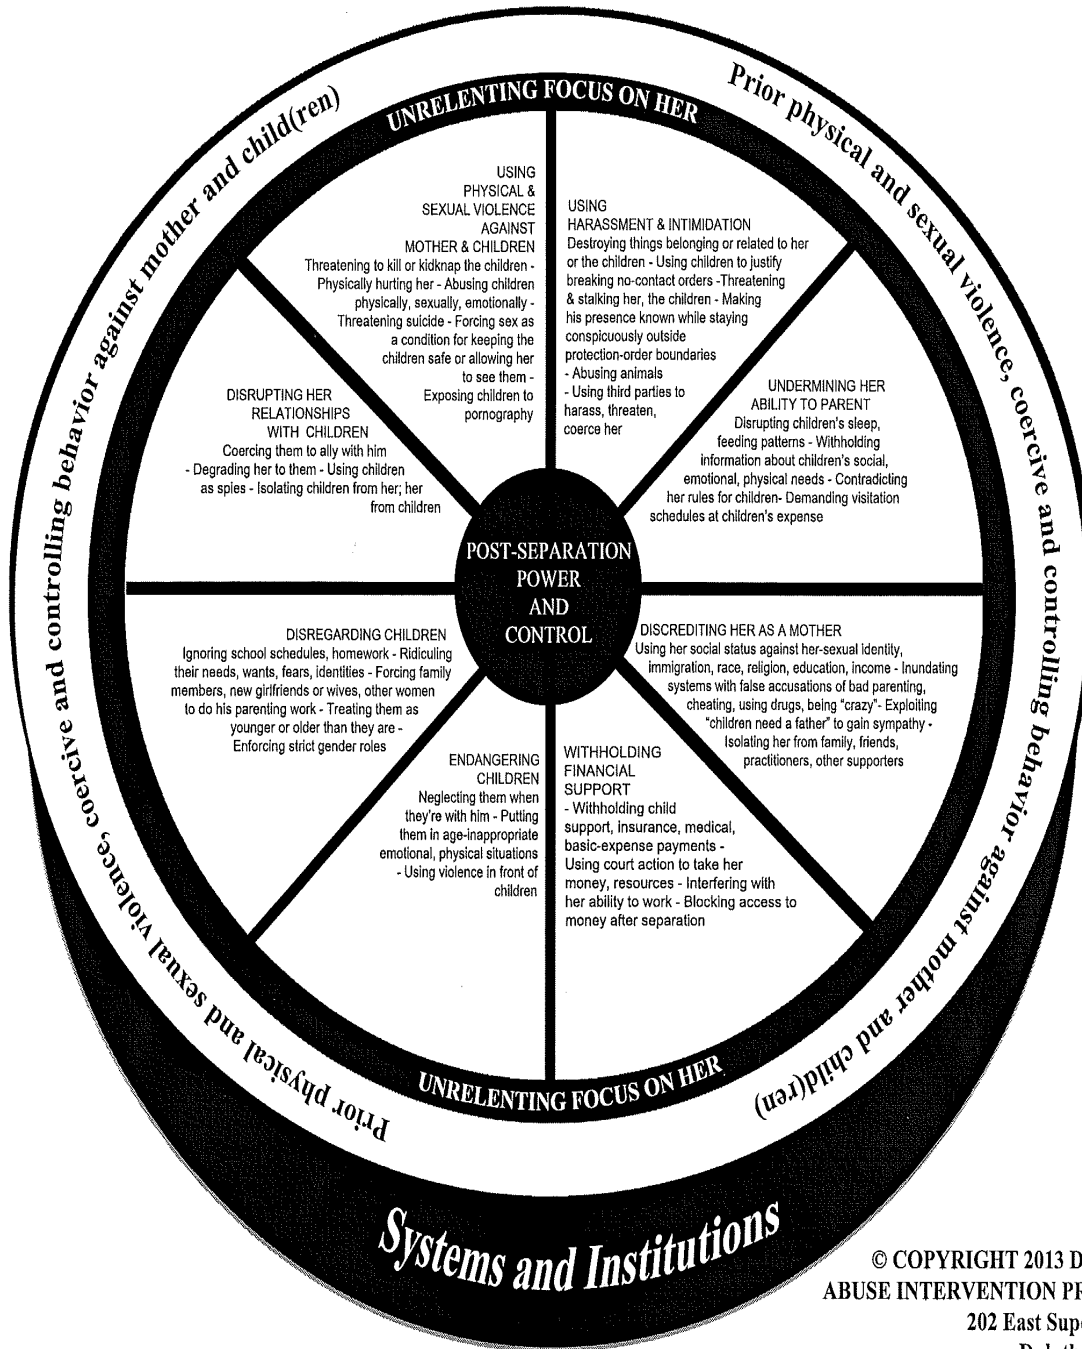 Prior physical and sexual violence, coercive and controlling behavior against mother and child(ren)
Prior physical and sexual violence, coercive and controlling behavior against mother and child(ren)
UNRELENTING FOCUS ON HER
USING
PHYSICAL &
SEXUAL VIOLENCE
AGAINST
MOTHER & CHILDREN
Threatening to kill or kidknap the children -
Physically hurting her - Abusing children
physically, sexually, emotionally -
Threatening suicide - Forcing sex as
a condition for keeping the
children safe or allowing her
to see them -
Exposing children to
pornography
USING
HARASSMENT & INTIMIDATION
Destroying things belonging or related to her
or the children - Using children to justify
breaking no-contact orders -Threatening
& stalking her, the children - Making
his presence known while staying
conspicuously outside
protection-order boundaries
- Abusing animals
- Using third parties to
harass, threaten,
coerce her
UNDERMINING HER
ABILITY TO PARENT
Disrupting children's sleep,
feeding patterns - Withholding
information about children's social,
emotional, physical needs - Contradicting
her rules for children- Demanding visitation
schedules at children's expense
DISCREDITING HER AS A MOTHER
Using her social status against her-sexual identity,
immigration, race, religion, education, income - Inundating
systems with false accusations of bad parenting,
cheating, using drugs, being "crazy"- Exploiting
"children need a father" to gain sympathy -
Isolating her from family, friends,
practitioners, other supporters
WITHHOLDING
FINANCIAL
SUPPORT
- Withholding child
support, insurance, medical,
basic-expense payments -
Using court action to take her
money, resources - Interfering with
her ability to work - Blocking access to
money after separation
ENDANGERING
CHILDREN
Neglecting them when
they're with him - Putting
them in age-inappropriate
emotional, physical situations
- Using violence in front of
children
DISREGARDING CHILDREN
Ignoring school schedules, homework - Ridiculing
their needs, wants, fears, identities - Forcing family
members, new girlfriends or wives, other women
to do his parenting work - Treating them as
younger or older than they are -
Enforcing strict gender roles
DISRUPTING HER
RELATIONSHIPS
WITH CHILDREN
Coercing them to ally with him
- Degrading her to them - Using children
as spies - Isolating children from her; her
from children
POST-SEPARATION
POWER
AND
CONTROL
UNRELENTING FOCUS ON HER
Systems and Institutions
© COPYRIGHT 2013 D
ABUSE INTERVENTION PR
202 East Sup